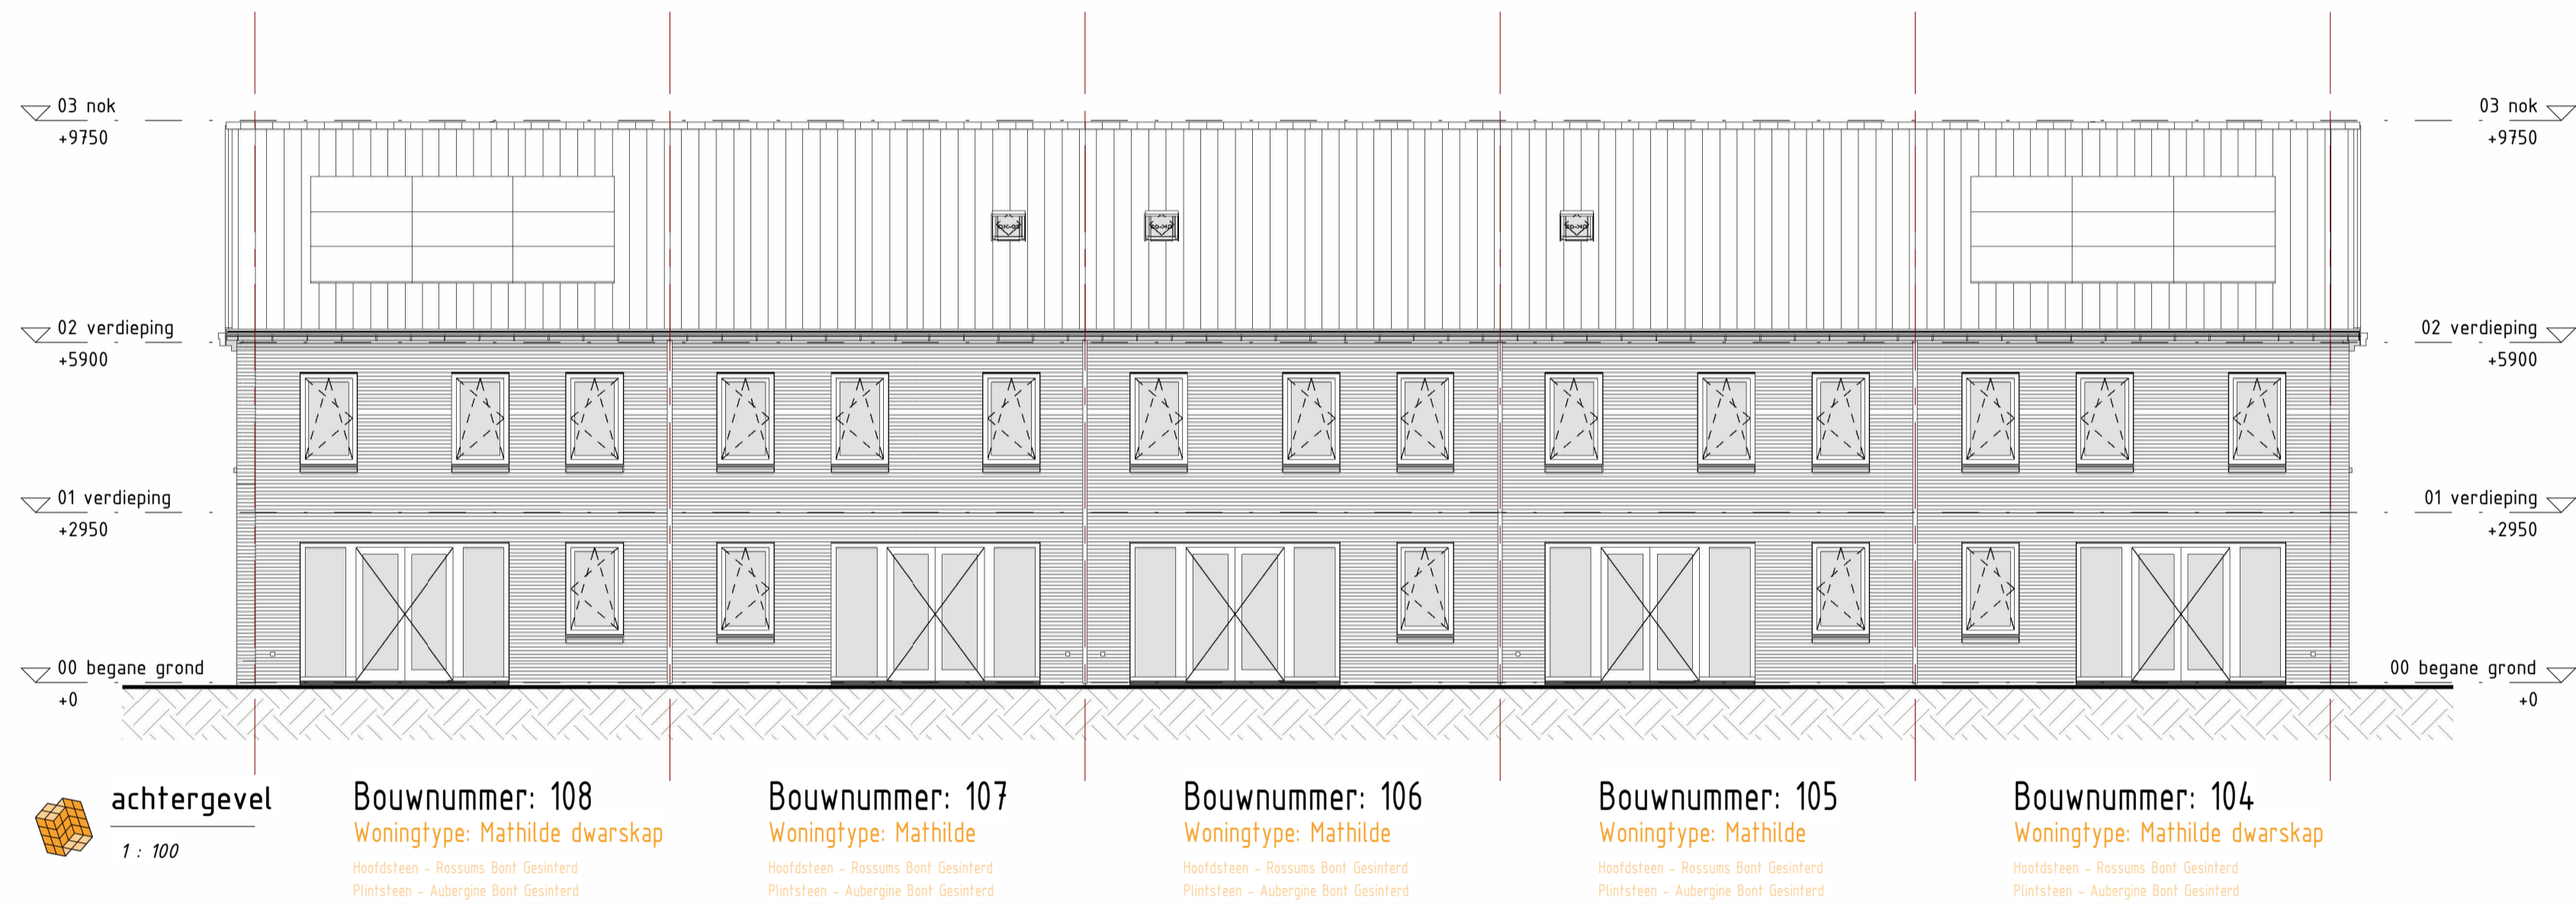 03 nok
+9750
03 nok
+9750
02 verdieping
+5900
02 verdieping
+5900
01 verdieping
+2950
01 verdieping
+2950
00 begane grond
+0
00 begane grond
+0
achtergevel
1 : 100
Bouwnummer: 108
Woningtype: Mathilde dwarskap
Hoofdsteen - Rossums Bont Gesinterd
Plintsteen - Aubergine Bont Gesinterd
Bouwnummer: 107
Woningtype: Mathilde
Hoofdsteen - Rossums Bont Gesinterd
Plintsteen - Aubergine Bont Gesinterd
Bouwnummer: 106
Woningtype: Mathilde
Hoofdsteen - Rossums Bont Gesinterd
Plintsteen - Aubergine Bont Gesinterd
Bouwnummer: 105
Woningtype: Mathilde
Hoofdsteen - Rossums Bont Gesinterd
Plintsteen - Aubergine Bont Gesinterd
Bouwnummer: 104
Woningtype: Mathilde dwarskap
Hoofdsteen - Rossums Bont Gesinterd
Plintsteen - Aubergine Bont Gesinterd